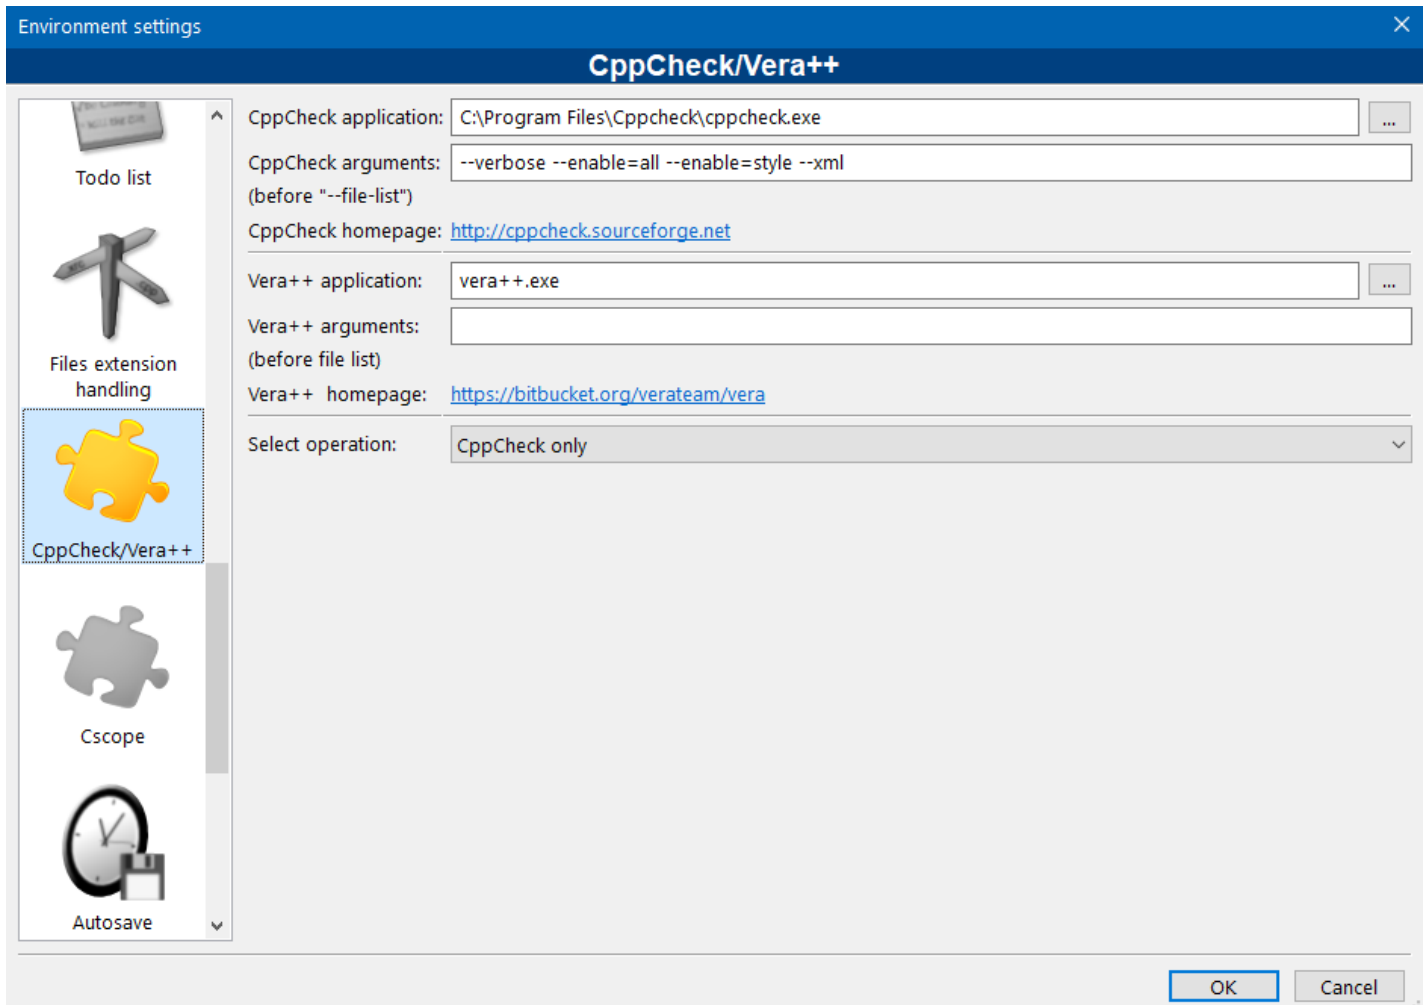 Environment settings
CppCheck/Vera++
Todo list
Files extension
handling
CppCheck/Vera++
Cscope
Autosave
CppCheck application: C:\Program Files\Cppcheck\cppcheck.exe ...
CppCheck arguments: --verbose --enable=all --enable=style --xml
(before "--file-list")
CppCheck homepage: http://cppcheck.sourceforge.net
Vera++ application: vera++.exe ...
Vera++ arguments:
(before file list)
Vera++ homepage: https://bitbucket.org/verateam/vera
Select operation: CppCheck only
OK Cancel